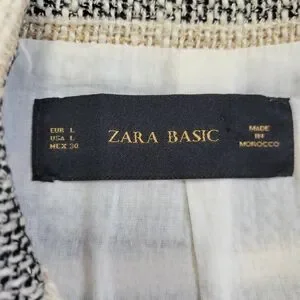 EUR L
USA L
MEX 30
ZARA BASIC
MADE
IN
MOROCCO